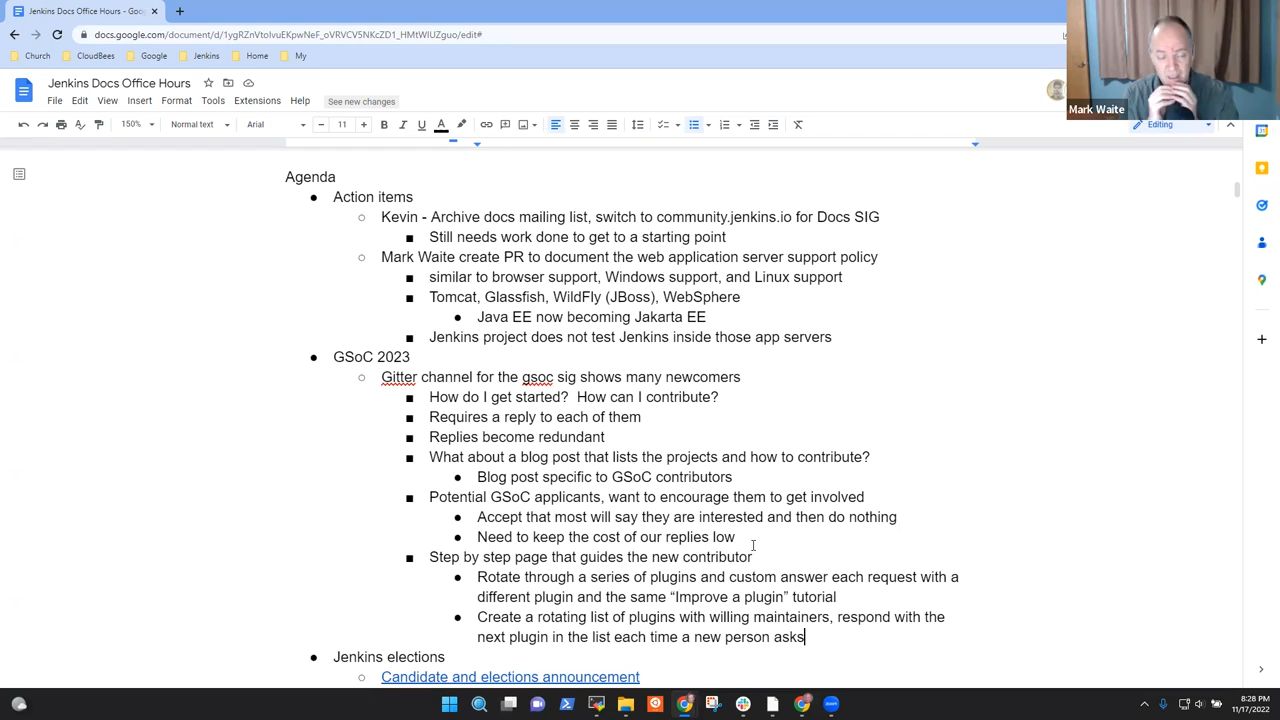 Jenkins Docs Office Hours - Goog
docs.google.com/document/d/1ygRZnVtoIvuEKpwNeF_oVRVCV5NKcZD1_HMtWIUZguo/edit#
Church CloudBees Google Jenkins Home My
Jenkins Docs Office Hours
File Edit View Insert Format Tools Extensions Help See new changes
Mark Waite
150% Normal text Arial 11 Editing
Agenda
Action items
Kevin - Archive docs mailing list, switch to community.jenkins.io for Docs SIG
Still needs work done to get to a starting point
Mark Waite create PR to document the web application server support policy
similar to browser support, Windows support, and Linux support
Tomcat, Glassfish, WildFly (JBoss), WebSphere
Java EE now becoming Jakarta EE
Jenkins project does not test Jenkins inside those app servers
GSoC 2023
Gitter channel for the gsoc sig shows many newcomers
How do I get started?  How can I contribute?
Requires a reply to each of them
Replies become redundant
What about a blog post that lists the projects and how to contribute?
Blog post specific to GSoC contributors
Potential GSoC applicants, want to encourage them to get involved
Accept that most will say they are interested and then do nothing
Need to keep the cost of our replies low
Step by step page that guides the new contributor
Rotate through a series of plugins and custom answer each request with a
different plugin and the same “Improve a plugin” tutorial
Create a rotating list of plugins with willing maintainers, respond with the
next plugin in the list each time a new person asks
Jenkins elections
Candidate and elections announcement
8:28 PM
11/17/2022